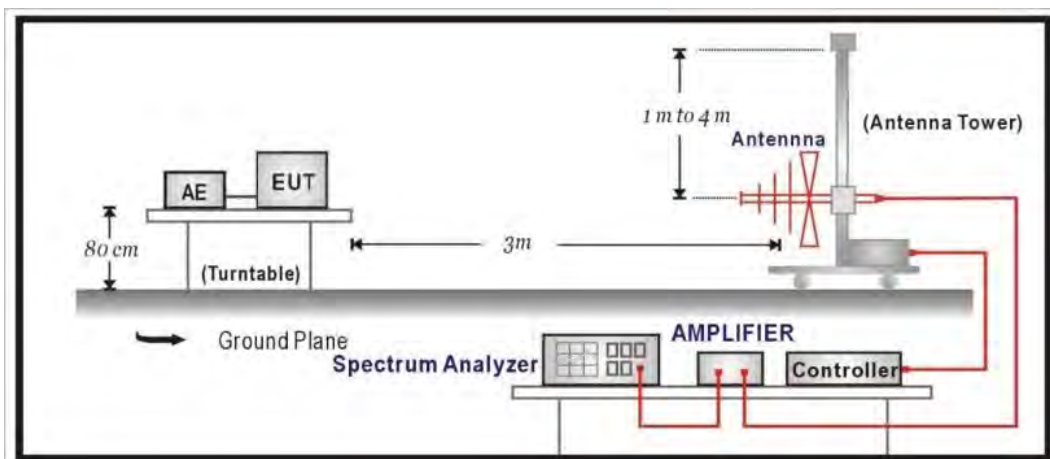 1 m to 4 m
(Antenna Tower)
Antennna
EUT
AE
80 cm
3m
(Turntable)
Ground Plane
AMPLIFIER
Spectrum Analyzer
Controller